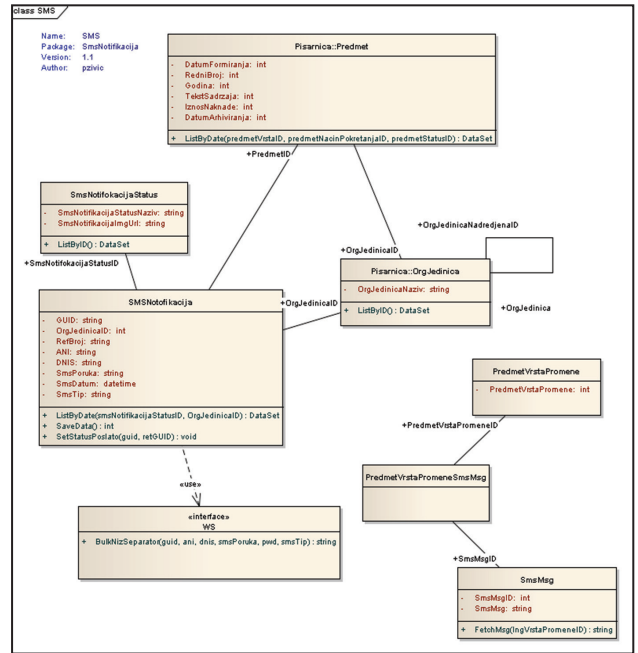 class SMS
Name: SMS
Package: SmsNotifikacija
Version: 1.1
Author: pzivic
Pisarnica::Predmet
- DatumFormiranja: int
- RedniBroj: int
- Godina: int
- TekstSadrzaja: int
- IznosNaknade: int
- DatumArhiviranja: int
+ ListByDate(predmetVrstaID, predmetNacinPokretanjaID, predmetStatusID) : DataSet
+PredmetID
SmsNotifokacijaStatus
- SmsNotifikacijaStatusNaziv: string
- SmsNotifikacijaImgUrl: string
+ ListByID() : DataSet
+SmsNotifokacijaStatusID
+OrgJedinicaNadredjenaID
+OrgJedinicaID
Pisarnica::OrgJedinica
- OrgJedinicaNaziv: string
+ ListByID() : DataSet
+OrgJedinicaID
+OrgJedinica
SMSNotofikacija
- GUID: string
- OrgJedinicaID: int
- RefBroj: string
- ANI: string
- DNIS: string
- SmsPoruka: string
- SmsDatum: datetime
- SmsTip: string
+ ListByDate(smsNotifikacijaStatusID, OrgJedinicaID) : DataSet
+ SaveData() : int
+ SetStatusPoslato(guid, retGUID) : void
PredmetVrstaPromene
- PredmetVrstaPromene: int
+PredmetVrstaPromeneID
PredmetVrstaPromeneSmsMsg
«use»
«interface»
WS
+ BulkNizSeparator(guid, ani, dnis, smsPoruka, pwd, smsTip) : string
+SmsMsgID
SmsMsg
- SmsMsgID: int
- SmsMsg: string
+ FetchMsg(lngVrstaPromeneID) : string